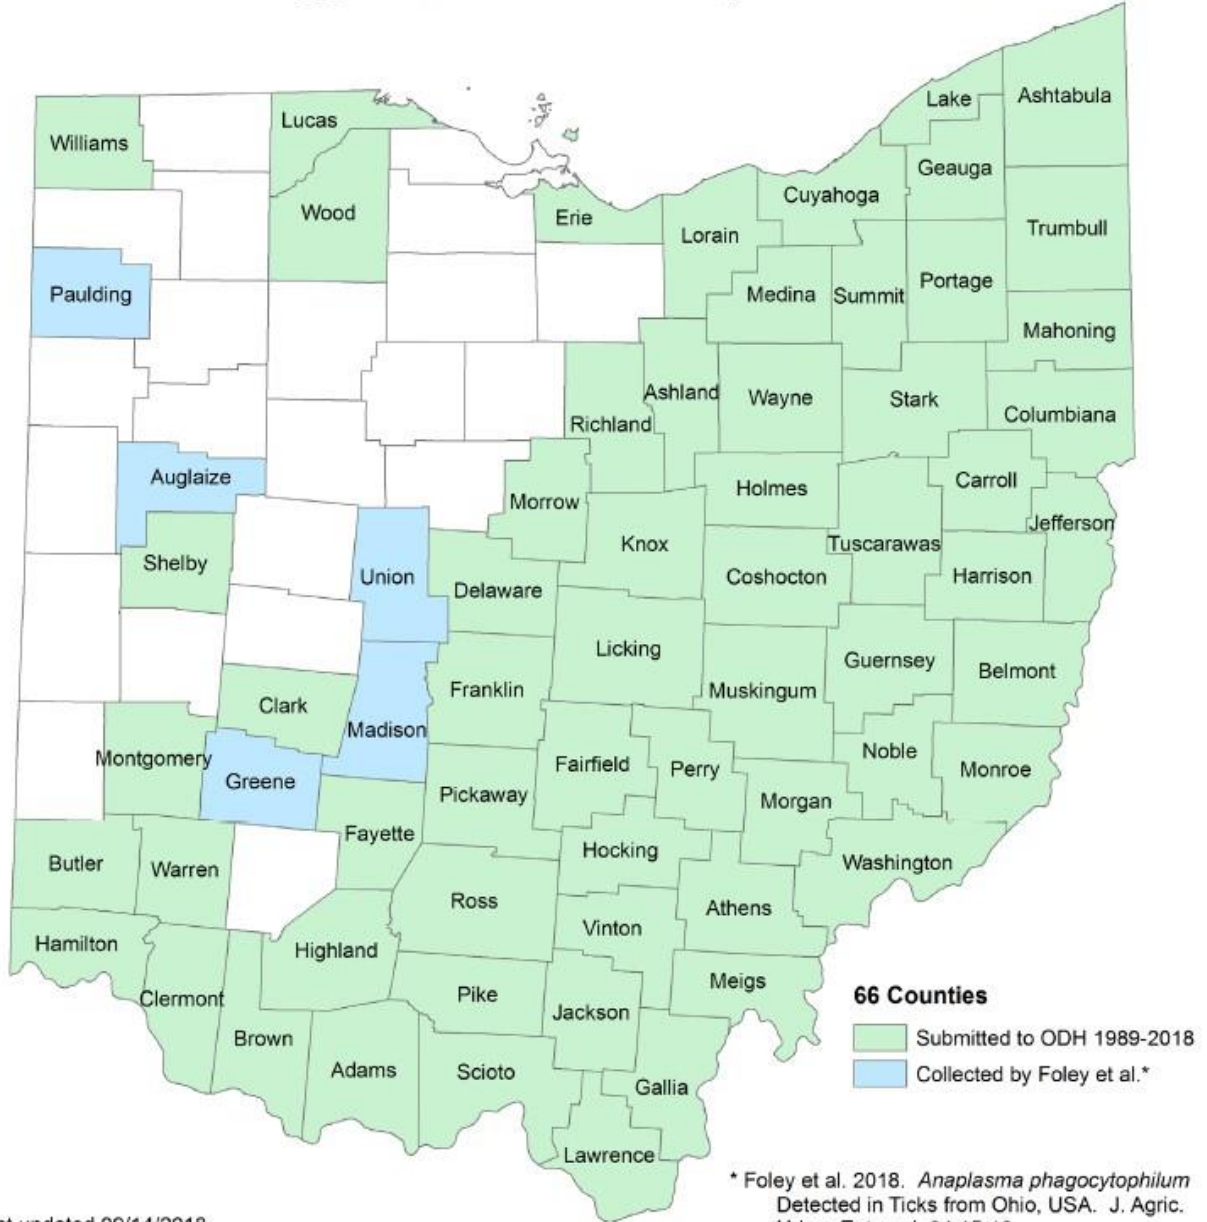 Lake
Ashtabula
Lucas
Williams
Geauga
Cuyahoga
Wood
Erie
Trumbull
Lorain
Portage
Paulding
Medina
Summit
Mahoning
Ashland
Wayne
Stark
Columbiana
Richland
Auglaize
Carroll
Holmes
Morrow
Jefferson
Knox
Tuscarawas
Shelby
Union
Coshocton
Harrison
Delaware
Licking
Guernsey
Belmont
Franklin
Muskingum
Clark
Madison
Noble
Montgomery
Fairfield
Perry
Monroe
Greene
Pickaway
Morgan
Fayette
Hocking
Butler
Warren
Washington
Ross
Athens
Vinton
Hamilton
Highland
Meigs
Pike
Clermont
Jackson
Brown
Adams
Scioto
Gallia
Lawrence
66 Counties
Submitted to ODH 1989-2018
Collected by Foley et al.*
* Foley et al. 2018. Anaplasma phagocytophilum
Detected in Ticks from Ohio, USA. J. Agric.
updated